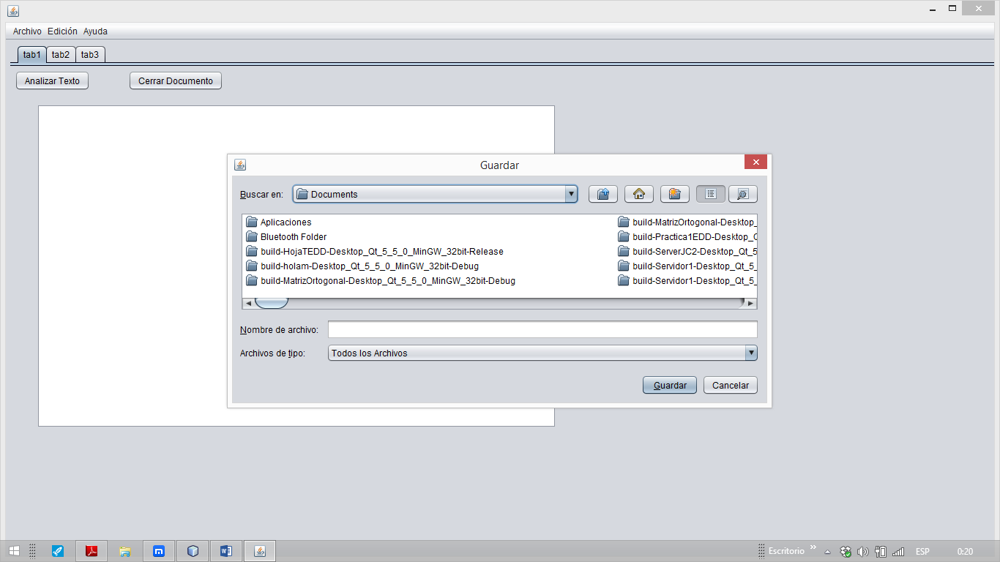 Archivo Edición Ayuda
tab1 tab2 tab3
Analizar Texto Cerrar Documento
Guardar
Buscar en: Documents
Aplicaciones
Bluetooth Folder
build-HojaTEDD-Desktop_Qt_5_5_0_MinGW_32bit-Release
build-holam-Desktop_Qt_5_5_0_MinGW_32bit-Debug
build-MatrizOrtogonal-Desktop_Qt_5_5_0_MinGW_32bit-Debug
build-MatrizOrtogonal-Desktop_
build-Practica1EDD-Desktop_Q
build-ServerJC2-Desktop_Qt_5
build-Servidor1-Desktop_Qt_5_
build-Servidor1-Desktop_Qt_5_
Nombre de archivo:
Archivos de tipo: Todos los Archivos
Guardar Cancelar
Escritorio » ESP 0:20